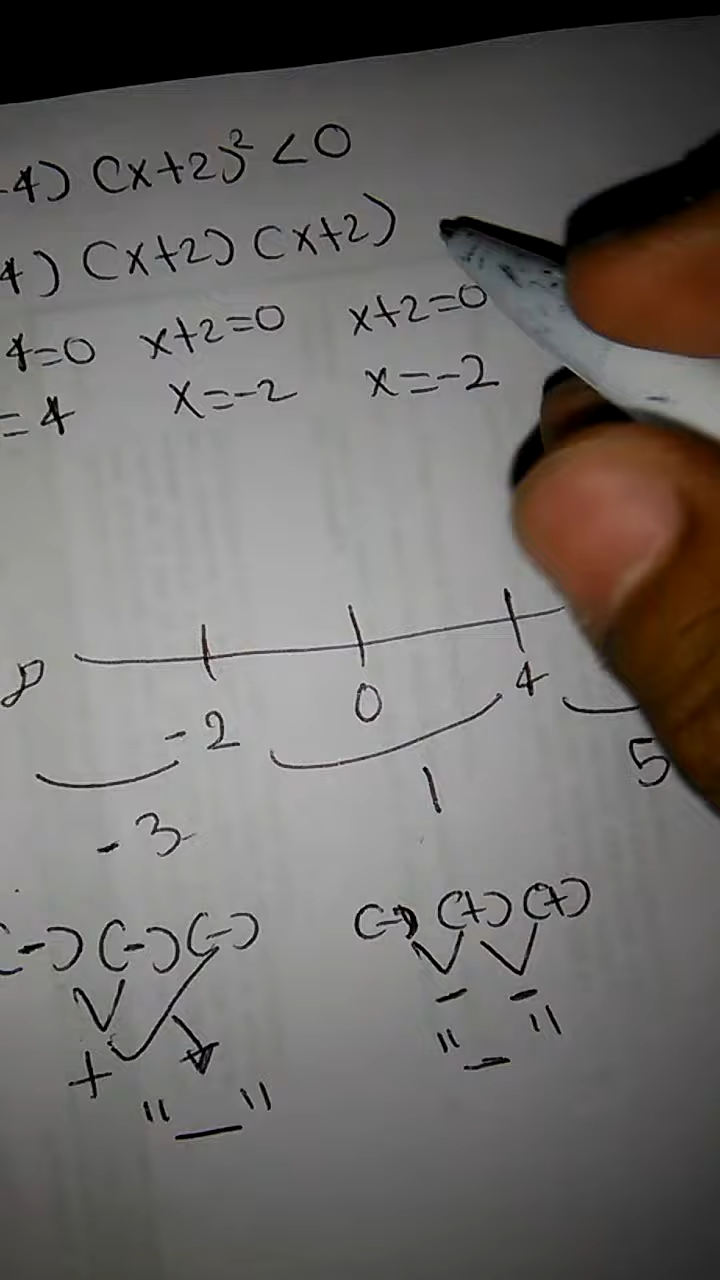 -4) (x+2)² <0
4) (x+2) (x+2)
4=0 x+2=0 x+2=0
=4 x=-2 x=-2
-2 0 4
-3 1 5
(-) (-) (-) (-) (+) (+)
+ - -
"-" "-"